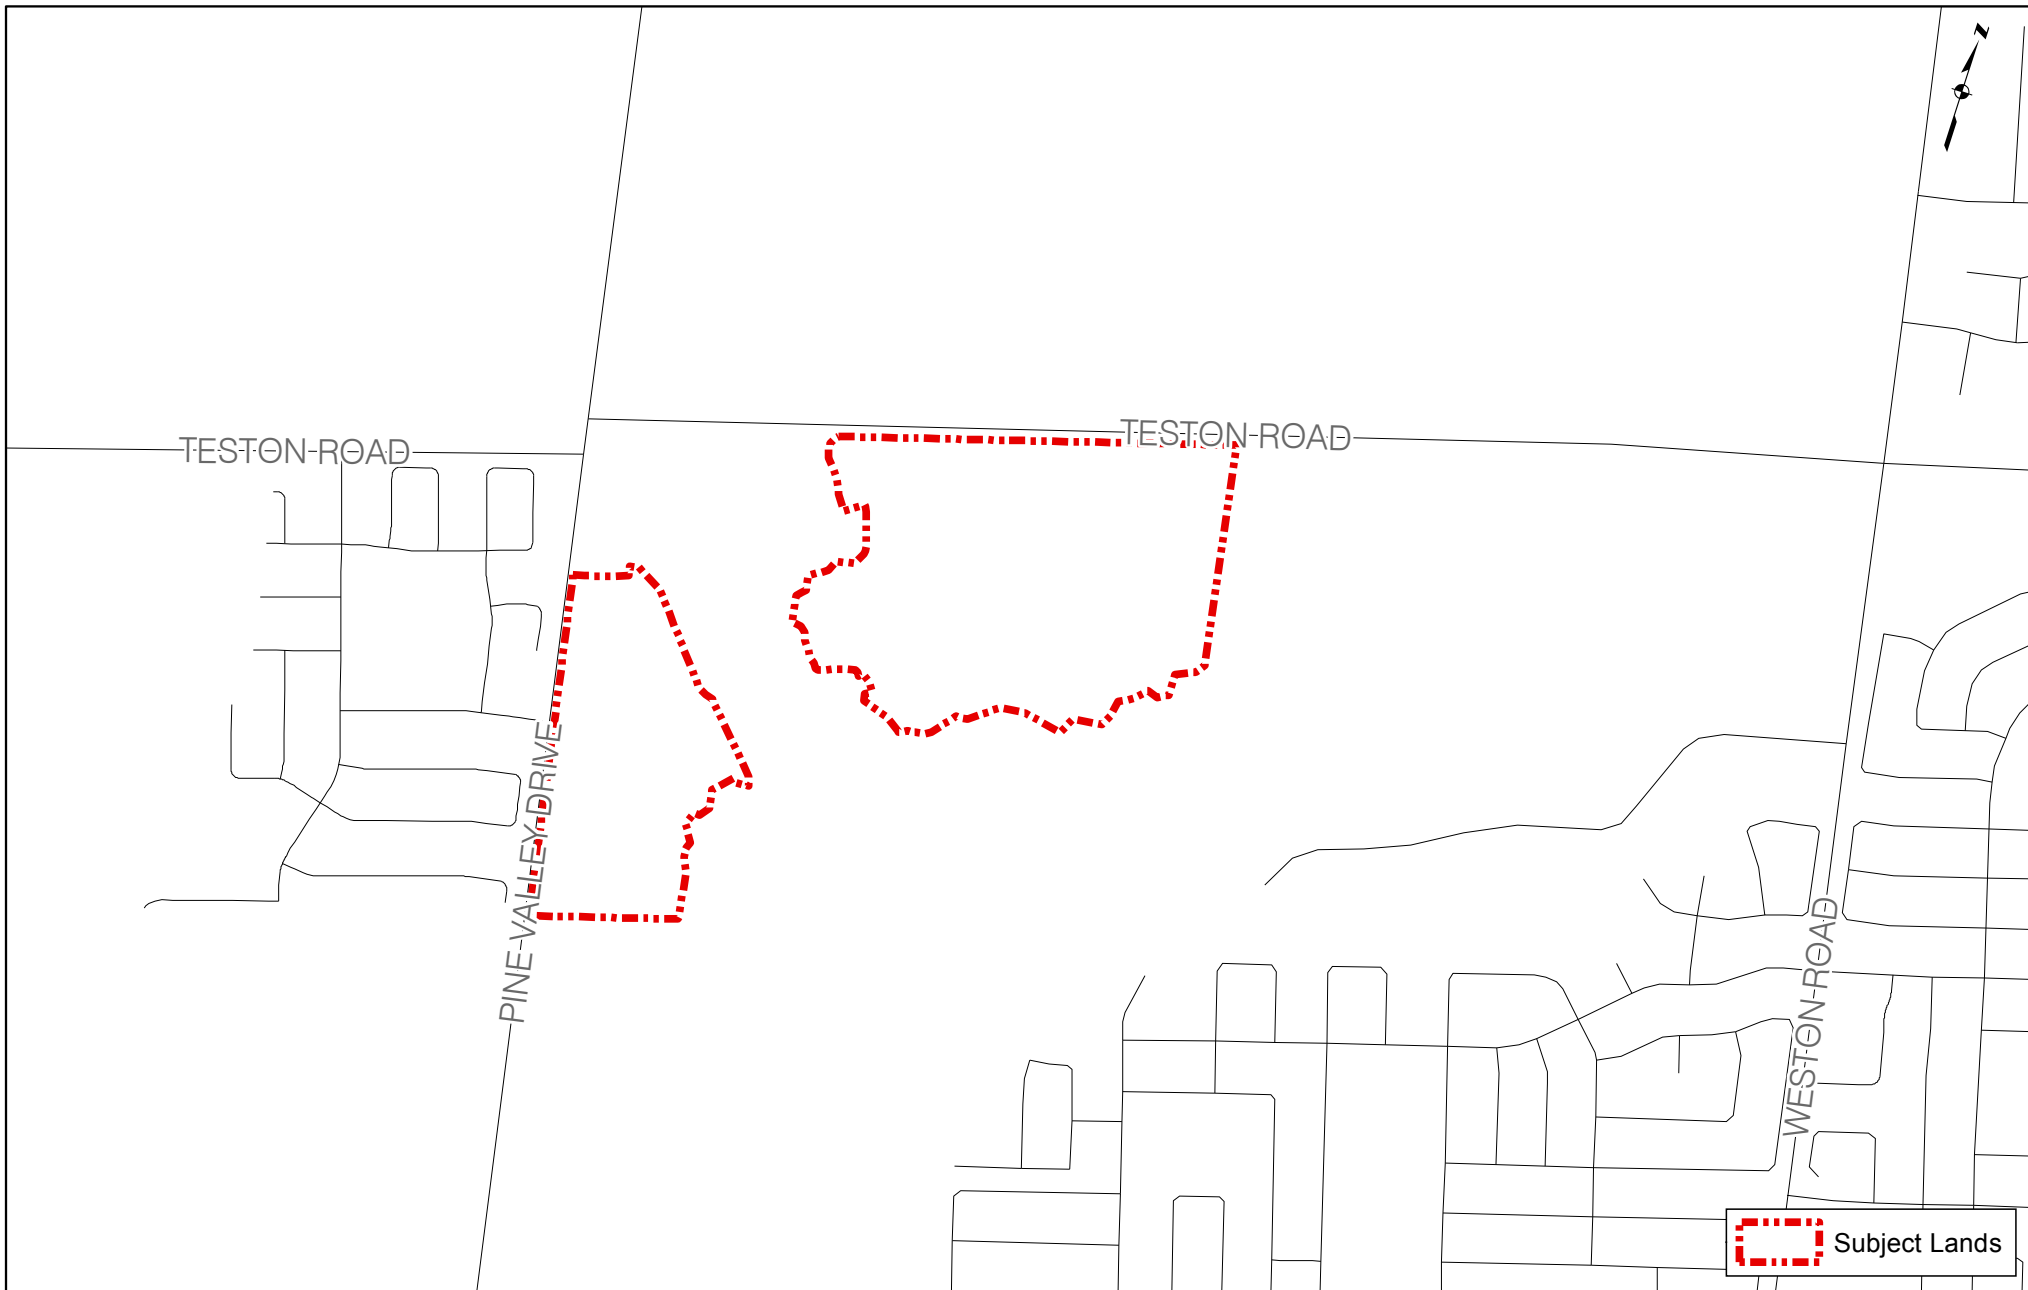 N
TESTON ROAD
TESTON ROAD
PINE VALLEY DRIVE
WESTON ROAD
Subject Lands